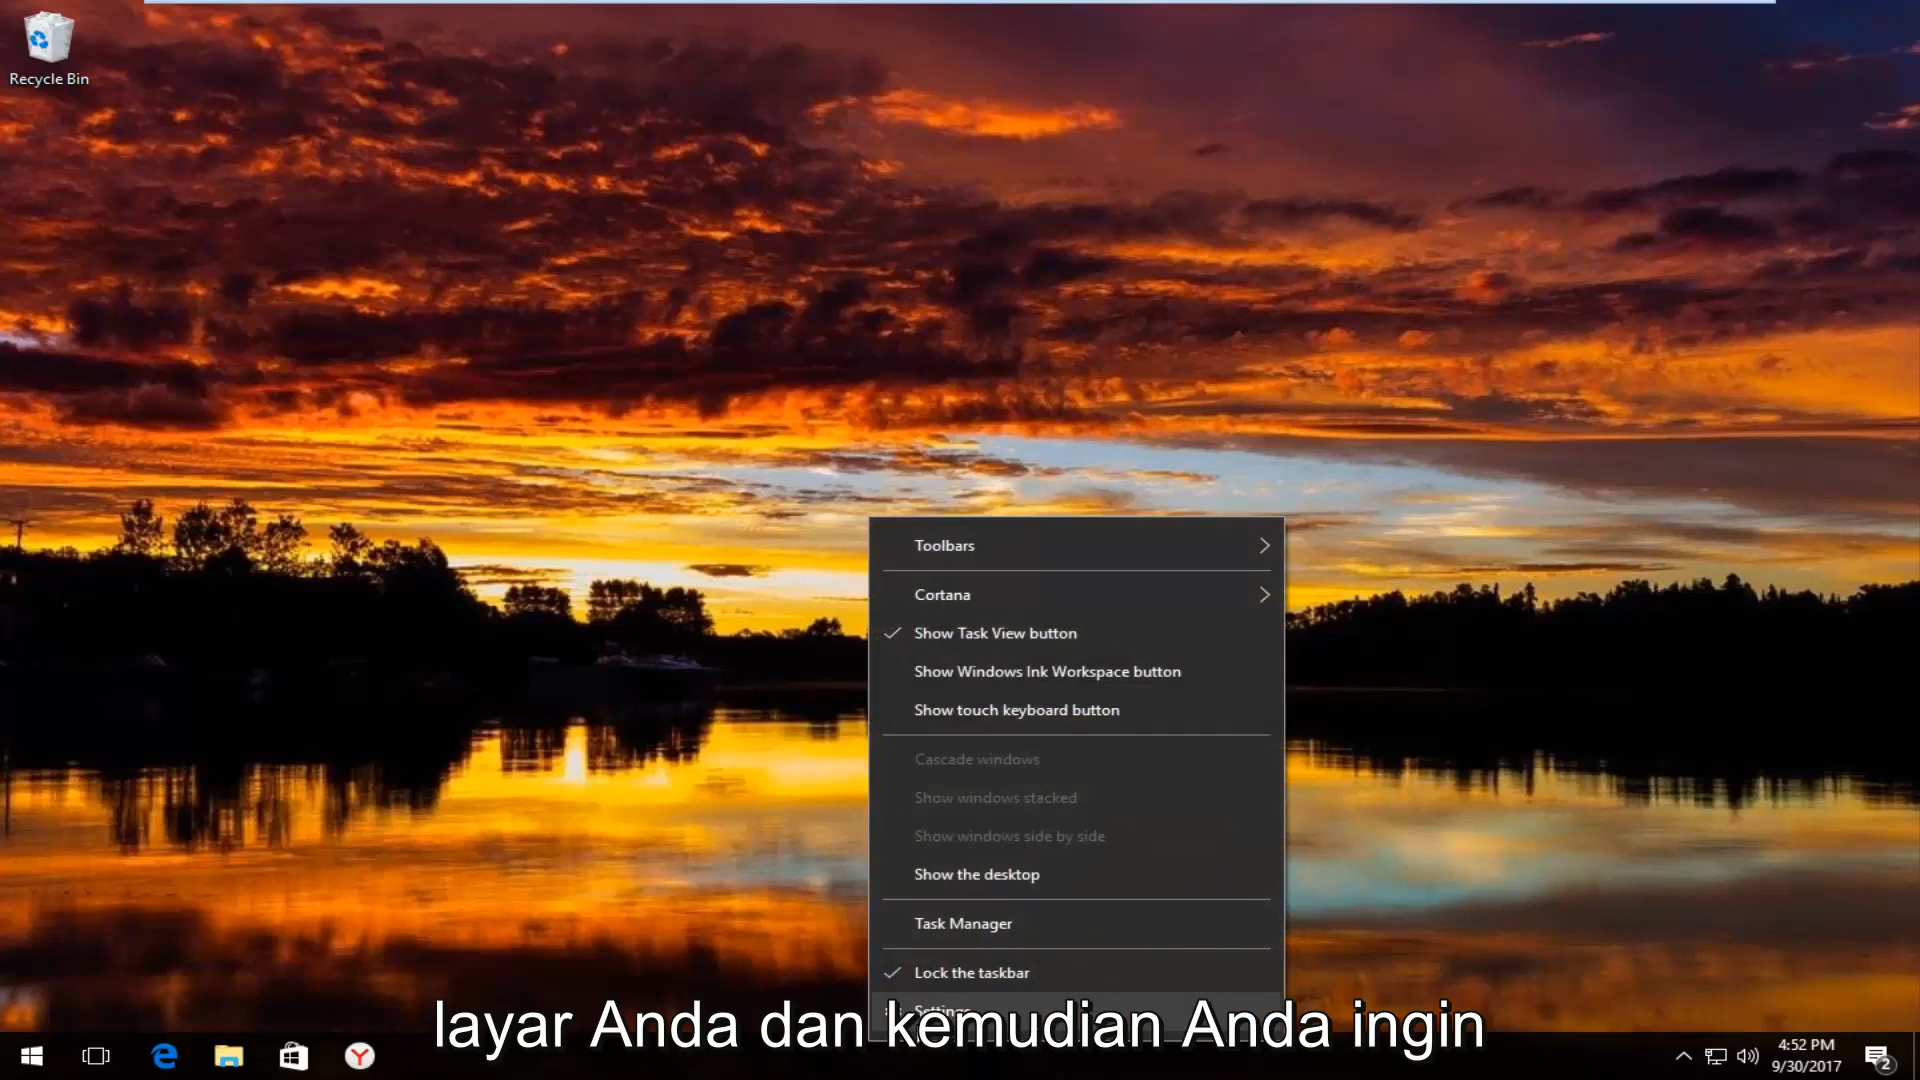 Recycle Bin
Toolbars
Cortana
Show Task View button
Show Windows Ink Workspace button
Show touch keyboard button
Cascade windows
Show windows stacked
Show windows side by side
Show the desktop
Task Manager
Lock the taskbar
Settings
layar Anda dan kemudian Anda ingin
4:52 PM
9/30/2017
2